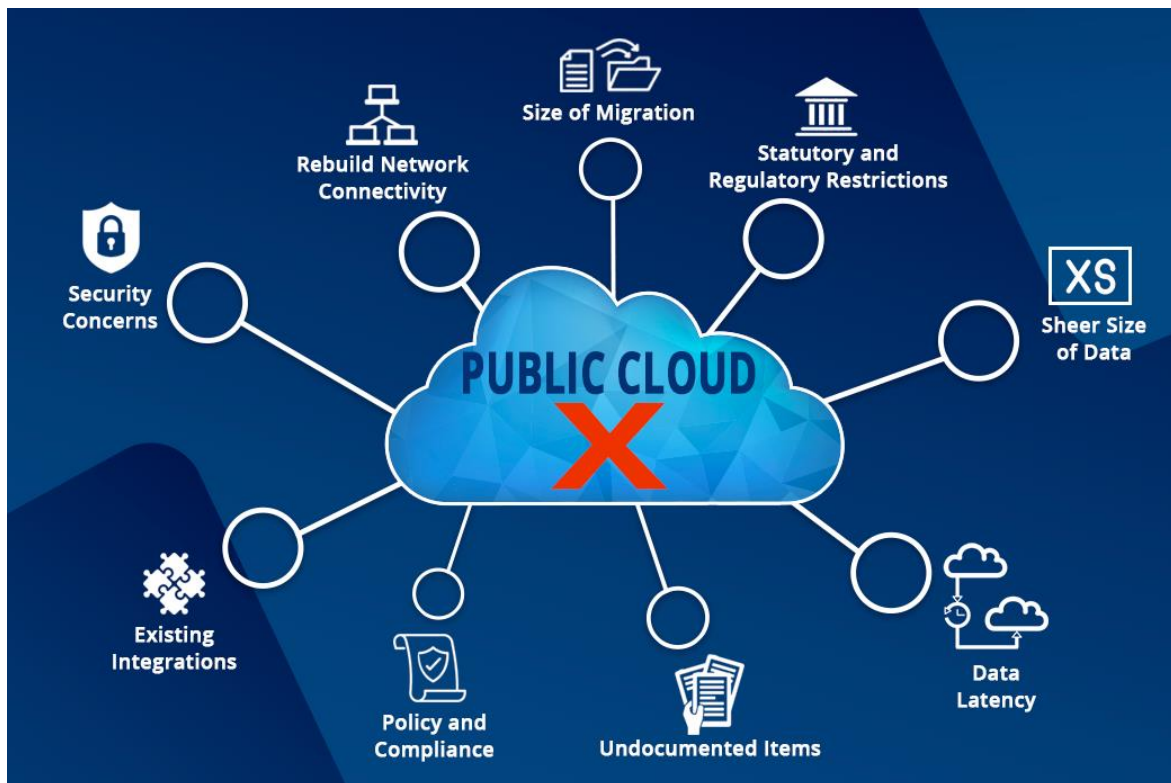 Size of Migration
Rebuild Network
Connectivity
Statutory and
Regulatory Restrictions
Security
Concerns
XS
Sheer Size
of Data
PUBLIC CLOUD
X
Existing
Integrations
Policy and
Compliance
Undocumented Items
Data
Latency